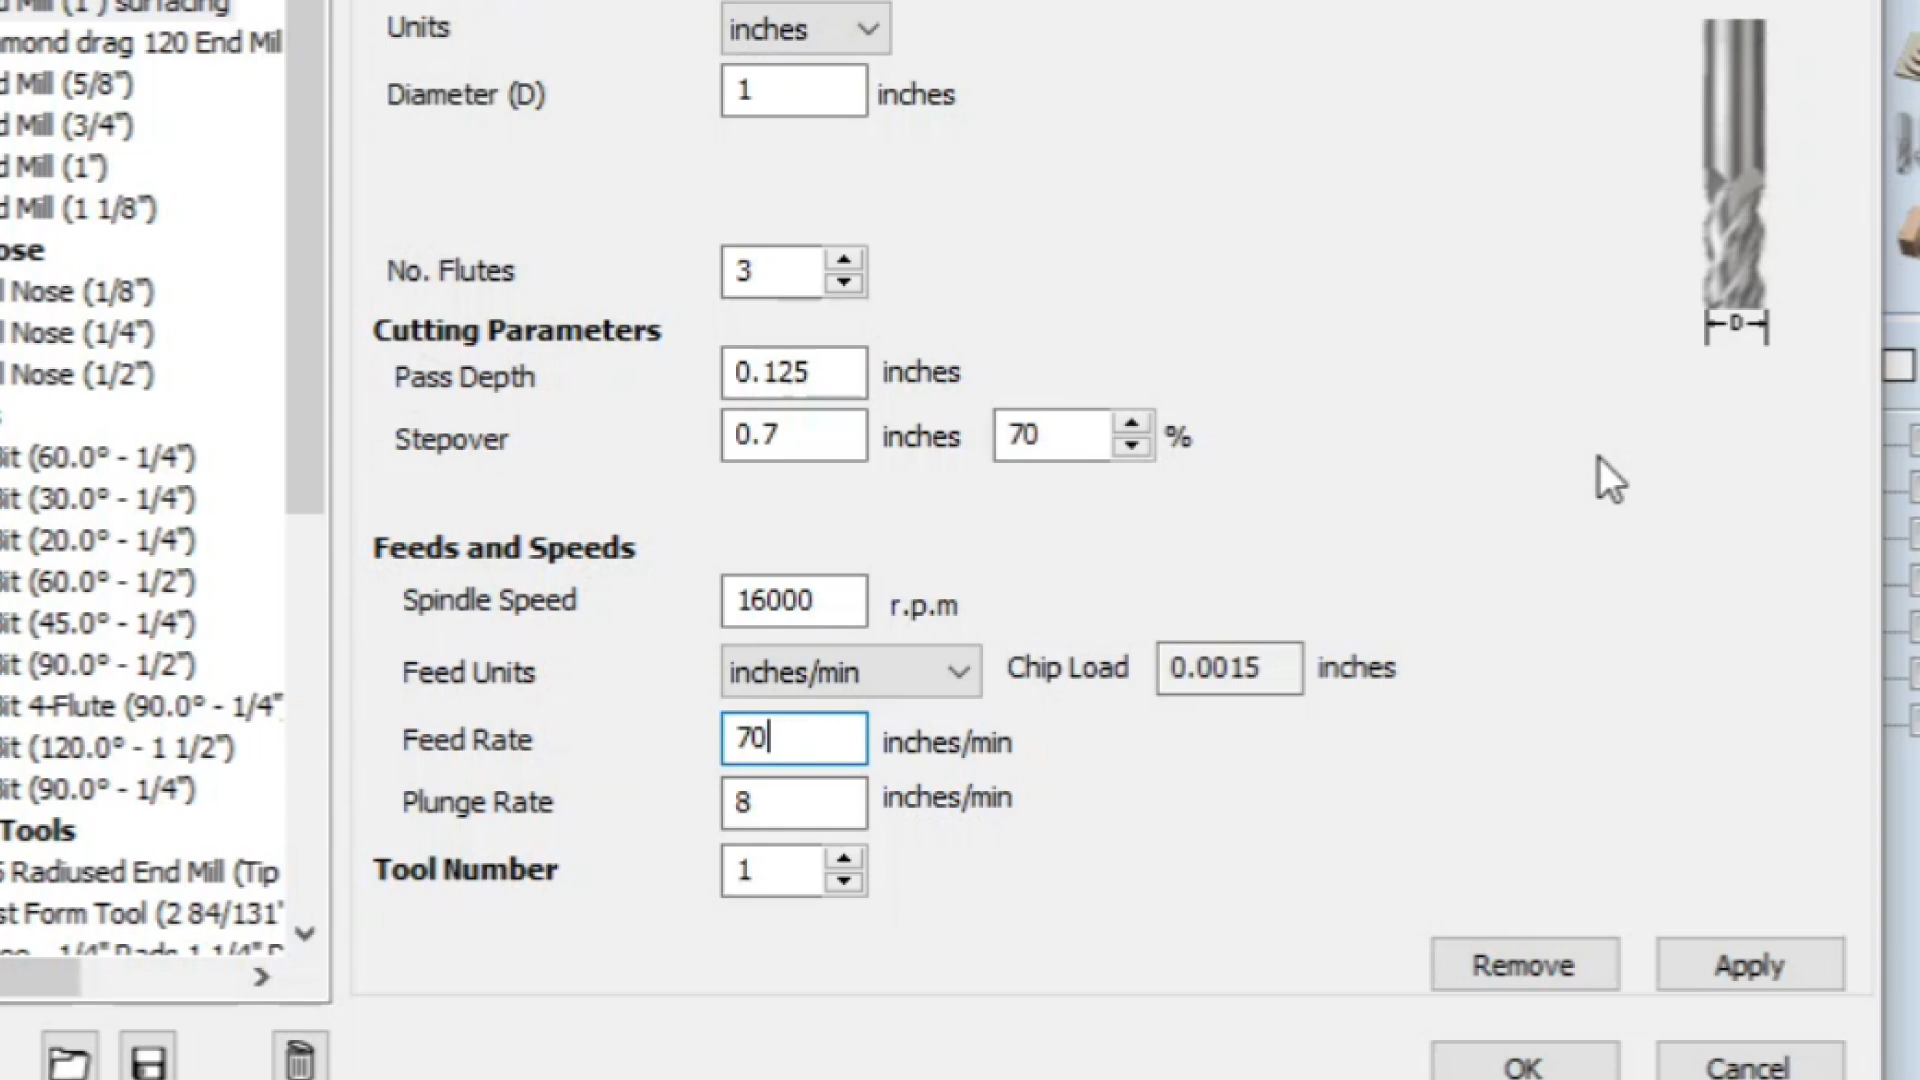 d Mill (1") surfacing
mond drag 120 End Mil
d Mill (5/8")
d Mill (3/4")
d Mill (1")
d Mill (1 1/8")
ose
l Nose (1/8")
l Nose (1/4")
l Nose (1/2")
s
it (60.0° - 1/4")
it (30.0° - 1/4")
it (20.0° - 1/4")
it (60.0° - 1/2")
it (45.0° - 1/4")
it (90.0° - 1/2")
it 4-Flute (90.0° - 1/4"
it (120.0° - 1 1/2")
it (90.0° - 1/4")
Tools
Radiused End Mill (Tip
st Form Tool (2 84/131"
Units inches
Diameter (D) 1 inches
No. Flutes 3
Cutting Parameters
Pass Depth 0.125 inches
Stepover 0.7 inches 70 %
Feeds and Speeds
Spindle Speed 16000 r.p.m
Feed Units inches/min Chip Load 0.0015 inches
Feed Rate 70 inches/min
Plunge Rate 8 inches/min
Tool Number 1
D
Remove Apply
OK Cancel